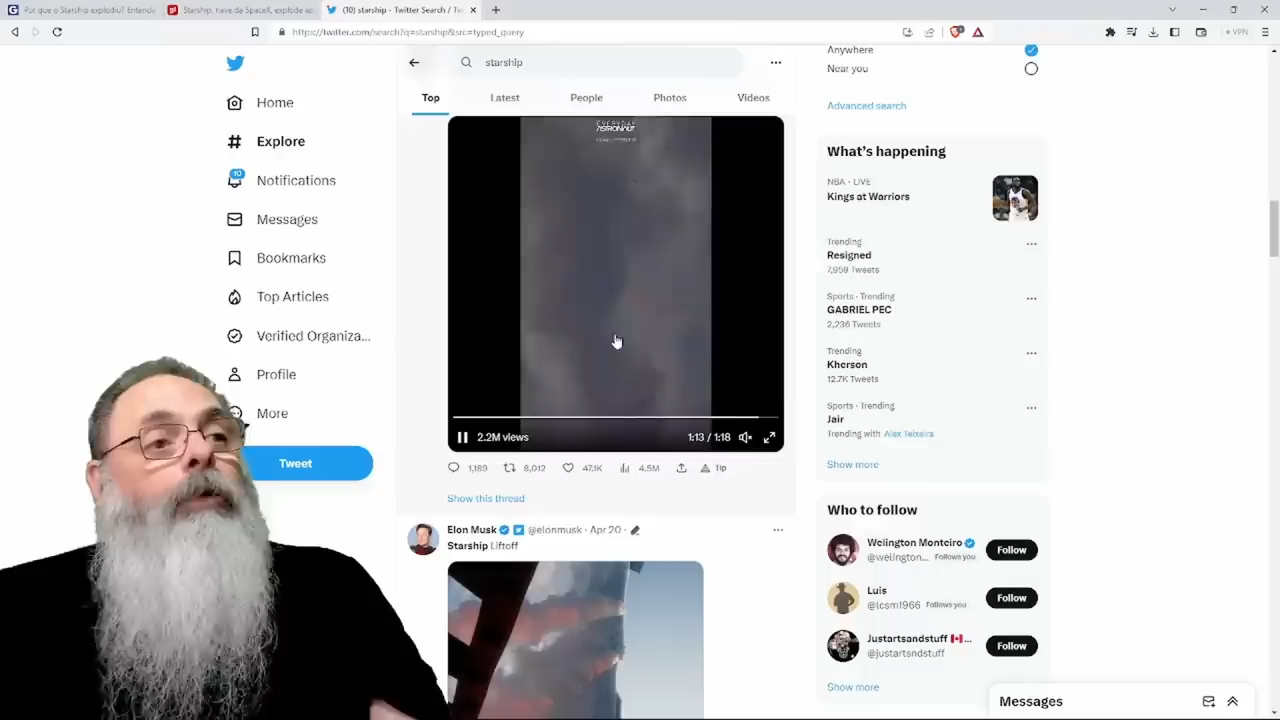 Por que o Starship explodiu? Entenda
Starship, nave da SpaceX, explode ap
(10) starship - Twitter Search / Tw
https://twitter.com/search?q=starship&src=typed_query
VPN
starship
Top
Latest
People
Photos
Videos
Home
Explore
10
Notifications
Messages
Bookmarks
Top Articles
Verified Organiza...
Profile
More
Tweet
EVERYDAY
ASTRONAUT
2.2M views
1:13 / 1:18
1,189
8,012
47.1K
4.5M
Tip
Show this thread
Elon Musk @elonmusk · Apr 20 ·
Starship Liftoff
Anywhere
Near you
Advanced search
What's happening
NBA · LIVE
Kings at Warriors
Trending
Resigned
7,959 Tweets
Sports · Trending
GABRIEL PEC
2,236 Tweets
Trending
Kherson
12.7K Tweets
Sports · Trending
Jair
Trending with Alex Teixeira
Show more
Who to follow
Welington Monteiro
@welington... Follows you
Follow
Luis
@lcsm1966 Follows you
Follow
Justartsandstuff ...
@justartsndstuff
Follow
Show more
Messages